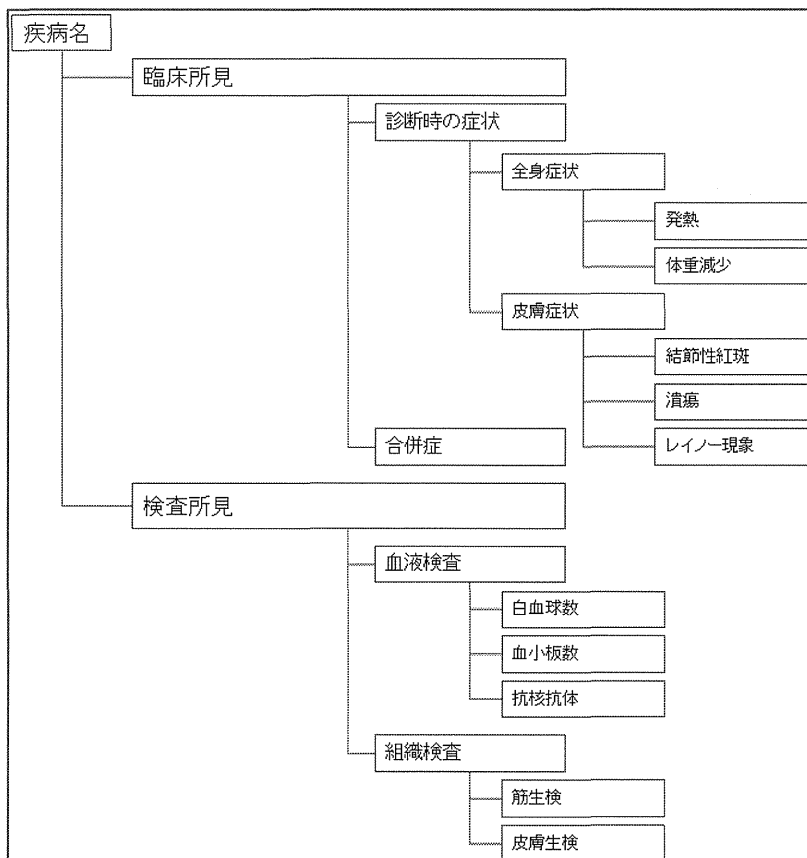 疾病名
臨床所見
診断時の症状
全身症状
発熱
体重減少
皮膚症状
結節性紅斑
潰瘍
レイノー現象
合併症
検査所見
血液検査
白血球数
血小板数
抗核抗体
組織検査
筋生検
皮膚生検